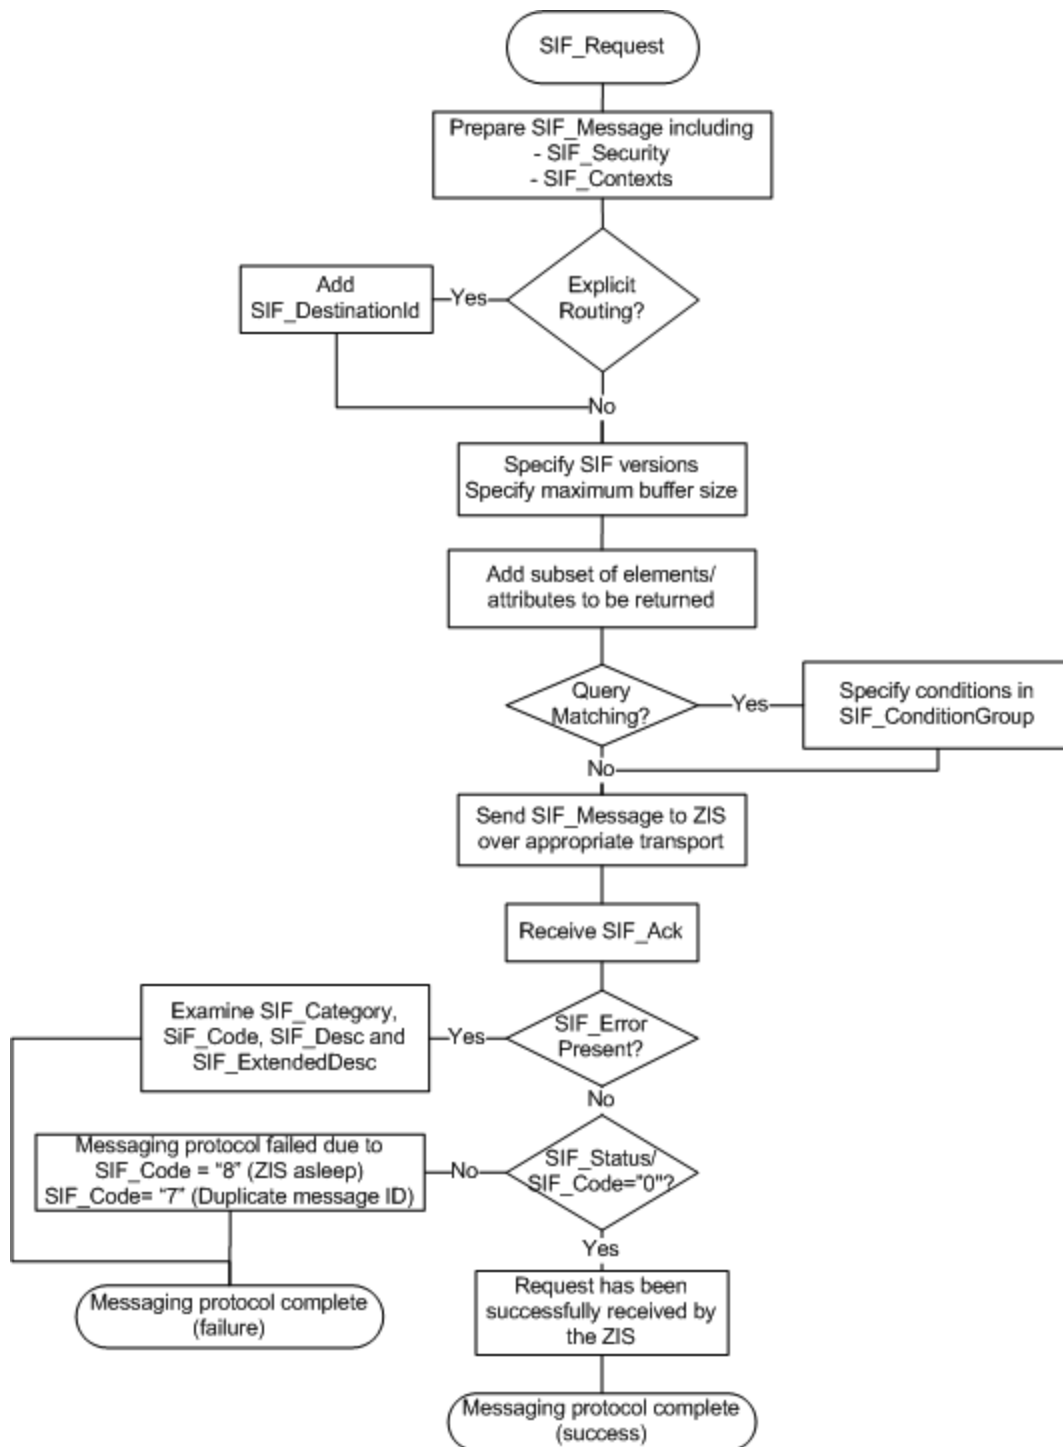 SIF_Request
Prepare SIF_Message including
- SIF_Security
- SIF_Contexts
Explicit
Routing?
Yes
Add
SIF_DestinationId
No
Specify SIF versions
Specify maximum buffer size
Add subset of elements/
attributes to be returned
Query
Matching?
Yes
Specify conditions in
SIF_ConditionGroup
No
Send SIF_Message to ZIS
over appropriate transport
Receive SIF_Ack
SIF_Error
Present?
Yes
Examine SIF_Category,
SiF_Code, SIF_Desc and
SIF_ExtendedDesc
No
SIF_Status/
SIF_Code="0"?
No
Messaging protocol failed due to
SIF_Code = “8” (ZIS asleep)
SIF_Code= “7” (Duplicate message ID)
Yes
Messaging protocol complete
(failure)
Request has been
successfully received by
the ZIS
Messaging protocol complete
(success)